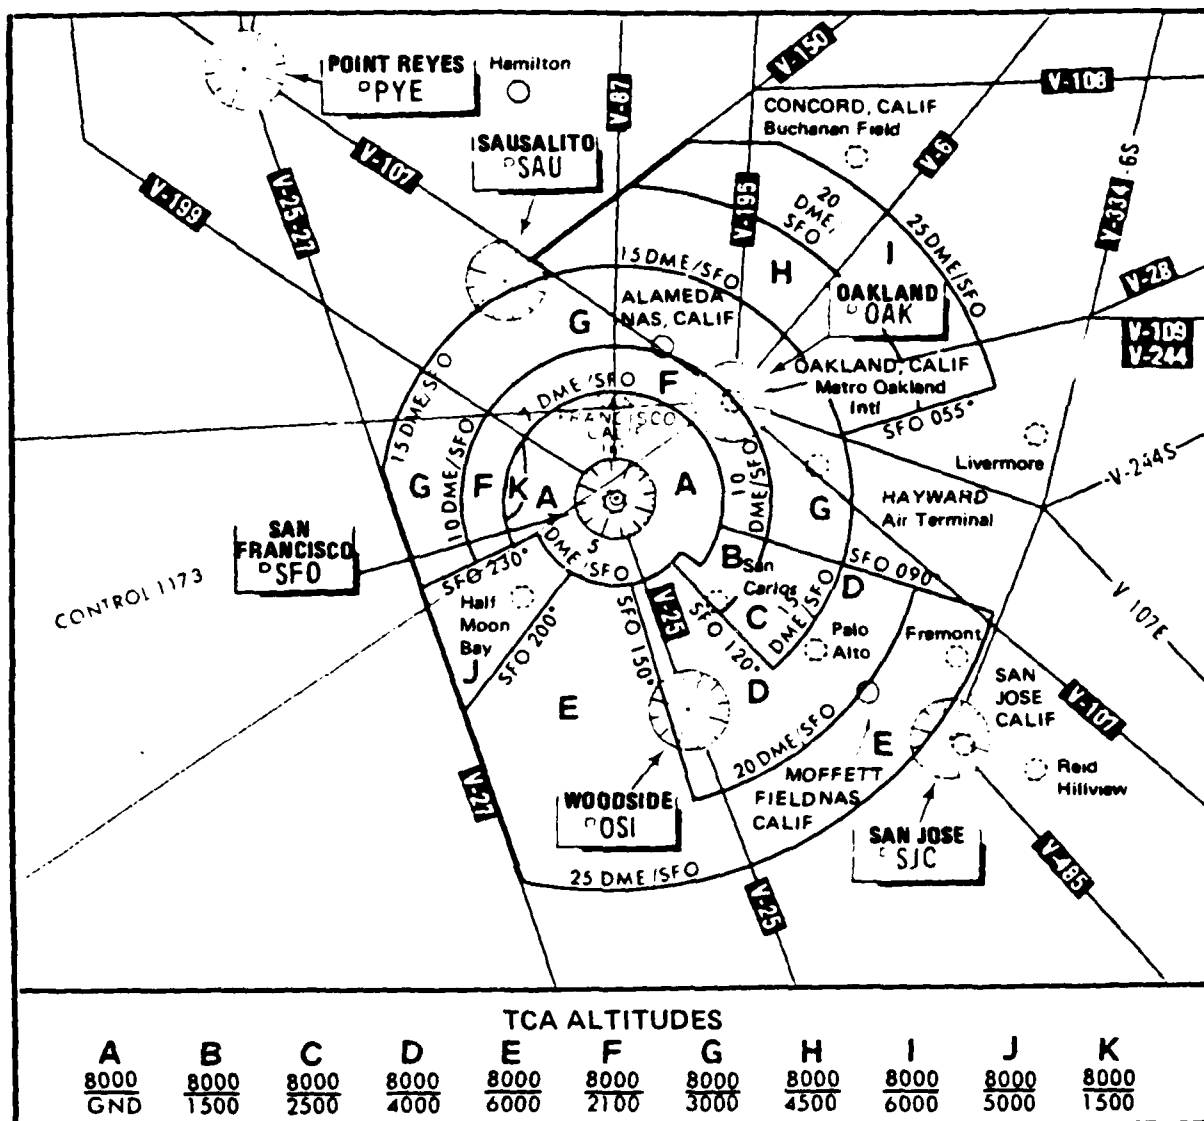 POINT REYES
PYE
Hamilton
V-87
V-150
V-108
CONCORD, CALIF
Buchanan Field
SAUSALITO
SAU
V-107
V-6
-6S
V-199
V-25-27
V-195
V-334
20
DME/
SFO
25 DME/SFO
15 DME/SFO
H
I
V-28
ALAMEDA
NAS, CALIF
OAKLAND
OAK
G
V-109
V-244
OAKLAND, CALIF
Metro Oakland
Intl
15 DME/SFO
7 DME/SFO
F
FRANCISCO
SFO 055°
Livermore
V-244S
10 DME/SFO
10
DME/SFO
G
F
K
A
A
G
HAYWARD
Air Terminal
SAN
FRANCISCO
SFO
5
DME/SFO
SFO 230°
B
San
Carlos
SFO 090°
D
CONTROL 1173
V 107E
Half
Moon
Bay
SFO 200°
SFO 150°
V-25
SFO 120°
C
15
DME/SFO
Palo
Alto
Fremont
J
D
E
SAN
JOSE
CALIF
V-107
20 DME/SFO
E
MOFFETT
FIELD NAS
CALIF
Reid
Hillview
V-27
WOODSIDE
OSI
SAN JOSE
SJC
V-485
25 DME/SFO
V-25
TCA ALTITUDES
A B C D E F G H I J K
8000 8000 8000 8000 8000 8000 8000 8000 8000 8000 8000
GND 1500 2500 4000 6000 2100 3000 4500 6000 5000 1500